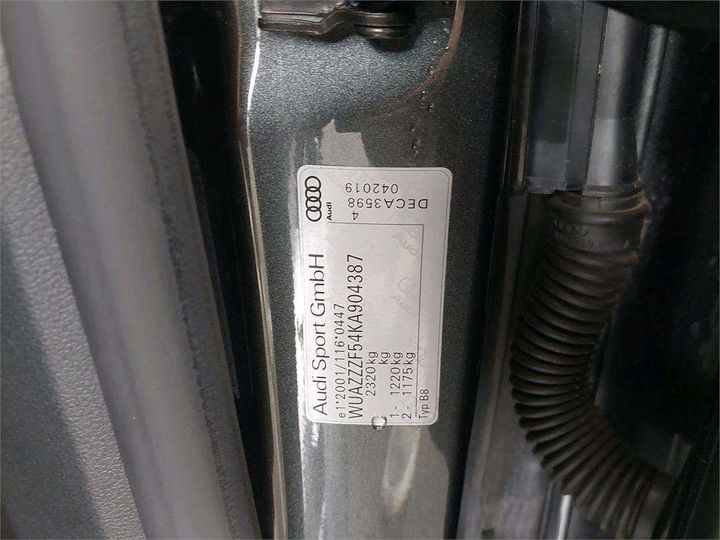 Audi
DECA3598
042019
4
Audi Sport GmbH
e1*2001/116*0447
WUAZZZF54KA904387
2320 kg
kg
1- 1220 kg
2- 1175 kg
Typ B8